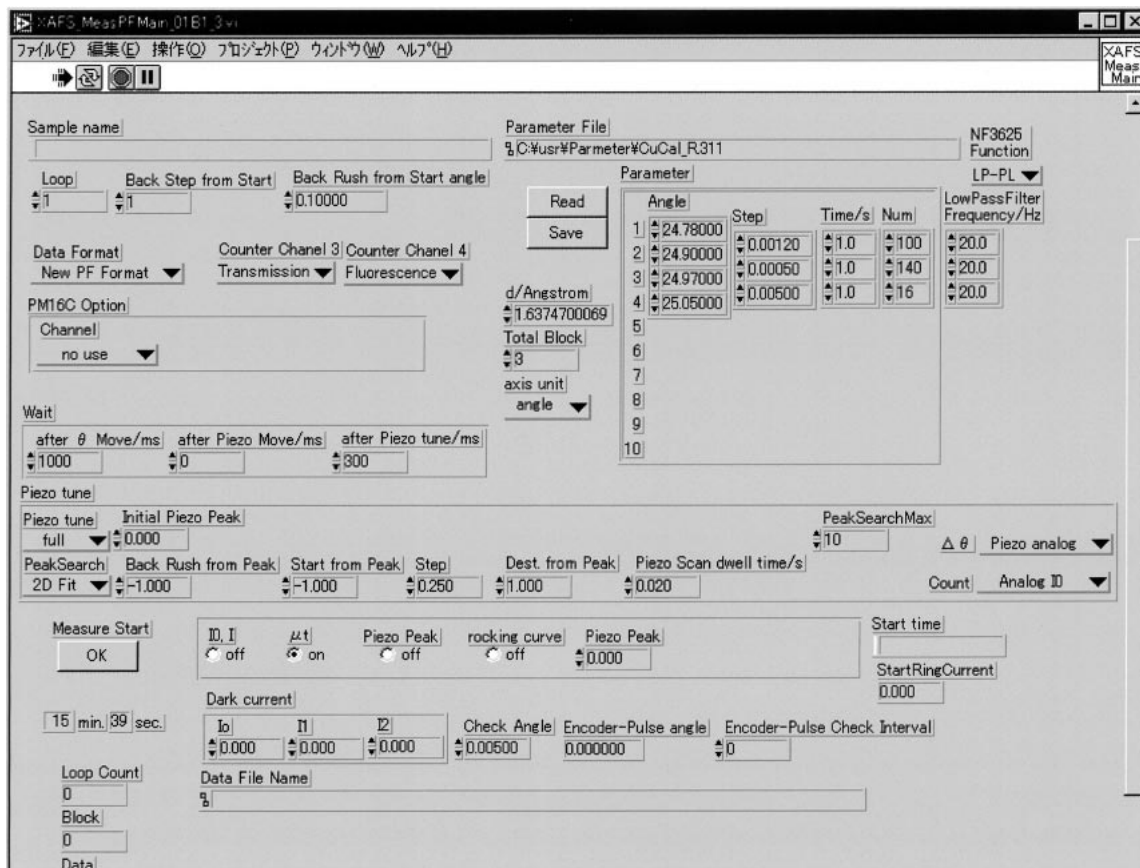 XAFS_MeasPFMain_01B1_3.vi
ファイル(F) 編集(E) 操作(O) プロジェクト(P) ウィンドウ(W) ヘルプ(H)
XAFS
Meas
Main
Sample name
Parameter File
C:¥usr¥Parmeter¥CuCal_R.311
NF3625
Function
LP-PL
Loop Back Step from Start Back Rush from Start angle
1 1 0.10000
Read
Save
Parameter
Angle Step Time/s Num
LowPassFilter
Frequency/Hz
1 24.78000
0.00120 1.0 100 20.0
2 24.90000
0.00050 1.0 140 20.0
3 24.97000
0.00500 1.0 16 20.0
4 25.05000
5
6
7
8
9
10
Data Format Counter Chanel 3 Counter Chanel 4
New PF Format Transmission Fluorescence
PM16C Option
Channel
no use
d/Angstrom
1.6374700069
Total Block
3
axis unit
angle
Wait
after θ Move/ms after Piezo Move/ms after Piezo tune/ms
1000 0 300
Piezo tune
Piezo tune Initial Piezo Peak PeakSearchMax
full 0.000 10 Δθ Piezo analog
PeakSearch Back Rush from Peak Start from Peak Step Dest. from Peak Piezo Scan dwell time/s
2D Fit -1.000 -1.000 0.250 1.000 0.020 Count Analog I0
Measure Start
OK
I0, I μt Piezo Peak rocking curve Piezo Peak
off on off off 0.000
Start time
StartRingCurrent
0.000
15 min. 39 sec.
Dark current
Io I1 I2 Check Angle Encoder-Pulse angle Encoder-Pulse Check Interval
0.000 0.000 0.000 0.00500 0.000000 0
Loop Count
0
Data File Name
Block
0
Data